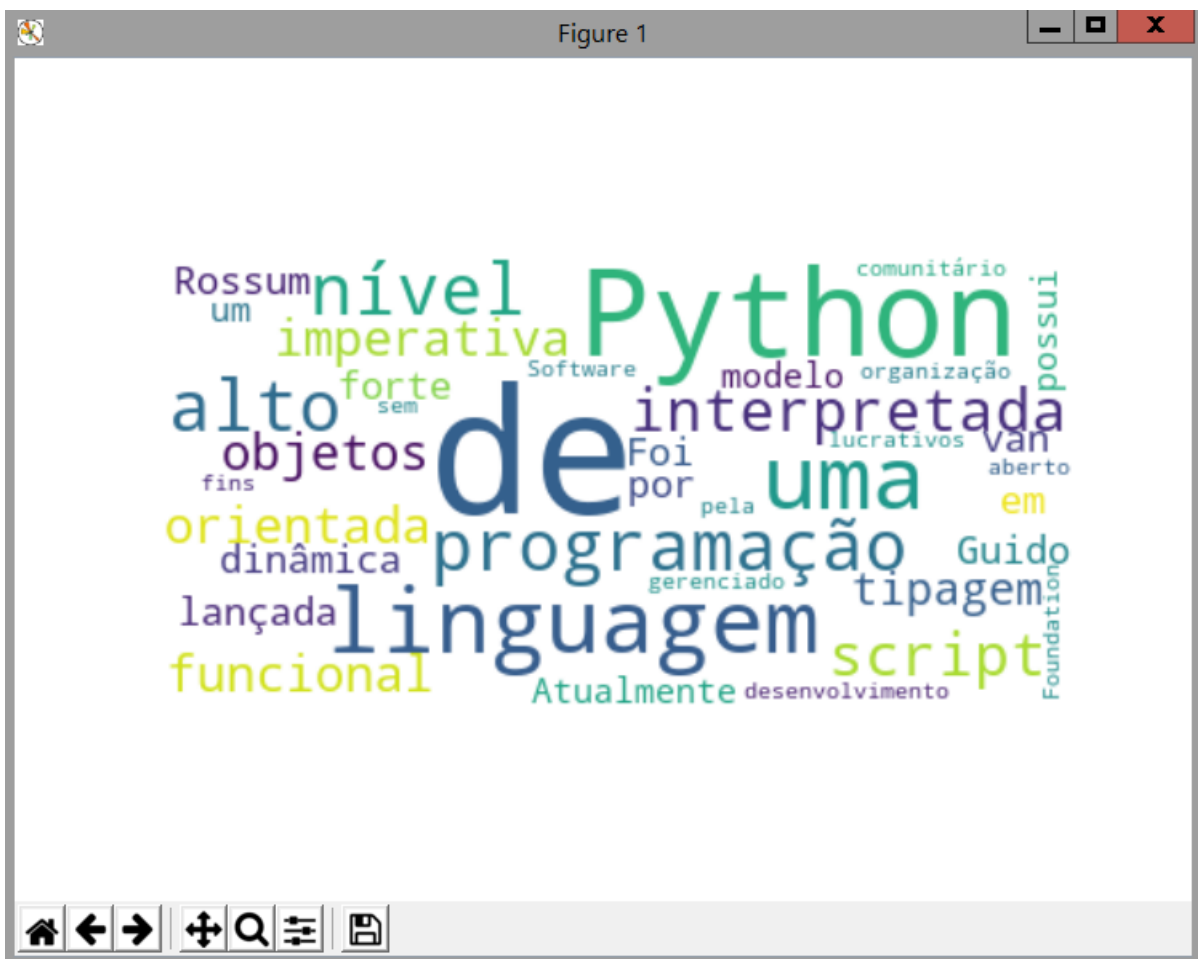 Figure 1
Rossum nível Python comunitário
um
imperativa
possui
Software
modelo organização
forte
sem
alto
de
interpretada
objetos
Foi
lucrativos van
fins
por
uma
aberto
pela
em
orientada
programação
dinâmica
Guido
gerenciado
tipagem
lançada
linguagem
Foundation
script
funcional
Atualmente desenvolvimento